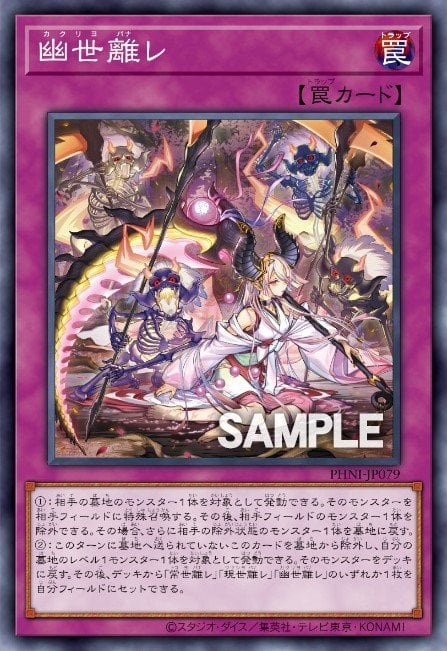 カクリヨ バナ
幽世離レ
トラップ
罠
トラップ
【罠カード】
SAMPLE
PHNI-JP079
①：相手の墓地のモンスター1体を対象として発動できる。そのモンスターを
相手フィールドに特殊召喚する。その後、相手フィールドのモンスター1体を
除外できる。その場合、さらに相手の除外状態のモンスター1体を墓地に戻す。
②：このターンに墓地へ送られていないこのカードを墓地から除外し、自分の
墓地のレベル1モンスター1体を対象として発動できる。そのモンスターをデッキ
に戻す。その後、デッキから「常世離レ」「現世離レ」「幽世離レ」のいずれか1枚を
自分フィールドにセットできる。
©スタジオ・ダイス／集英社・テレビ東京・KONAMI